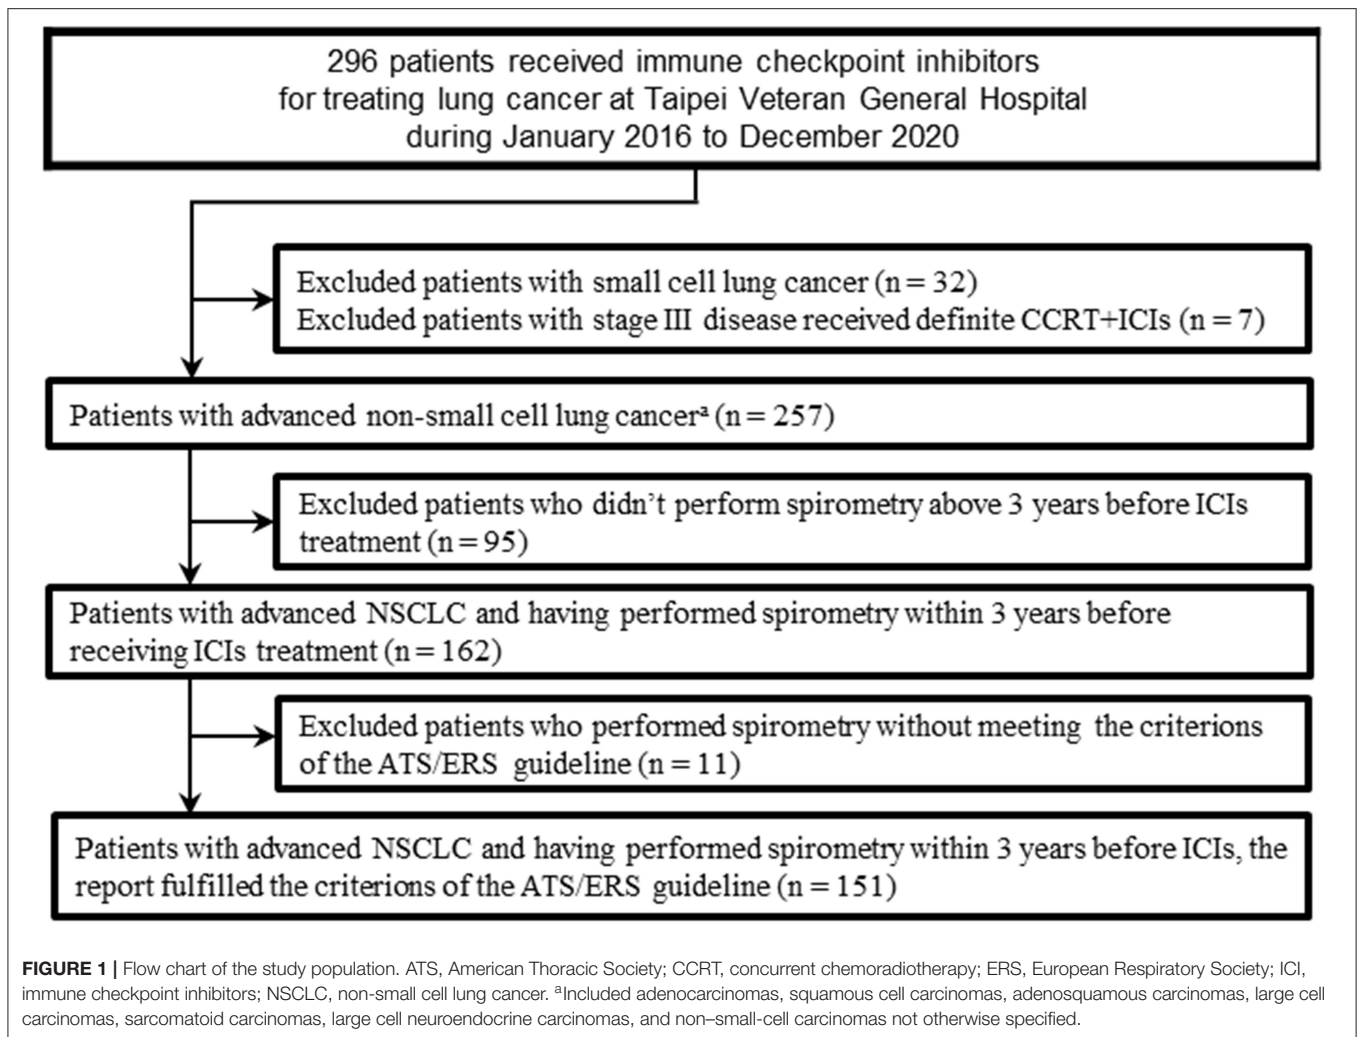 296 patients received immune checkpoint inhibitors
for treating lung cancer at Taipei Veteran General Hospital
during January 2016 to December 2020
Excluded patients with small cell lung cancer (n = 32)
Excluded patients with stage III disease received definite CCRT+ICIs (n = 7)
Patients with advanced non-small cell lung cancerᵃ (n = 257)
Excluded patients who didn't perform spirometry above 3 years before ICIs
treatment (n = 95)
Patients with advanced NSCLC and having performed spirometry within 3 years before
receiving ICIs treatment (n = 162)
Excluded patients who performed spirometry without meeting the criterions
of the ATS/ERS guideline (n = 11)
Patients with advanced NSCLC and having performed spirometry within 3 years before ICIs, the
report fulfilled the criterions of the ATS/ERS guideline (n = 151)
FIGURE 1 | Flow chart of the study population. ATS, American Thoracic Society; CCRT, concurrent chemoradiotherapy; ERS, European Respiratory Society; ICI,
immune checkpoint inhibitors; NSCLC, non-small cell lung cancer. ᵃIncluded adenocarcinomas, squamous cell carcinomas, adenosquamous carcinomas, large cell
carcinomas, sarcomatoid carcinomas, large cell neuroendocrine carcinomas, and non–small-cell carcinomas not otherwise specified.